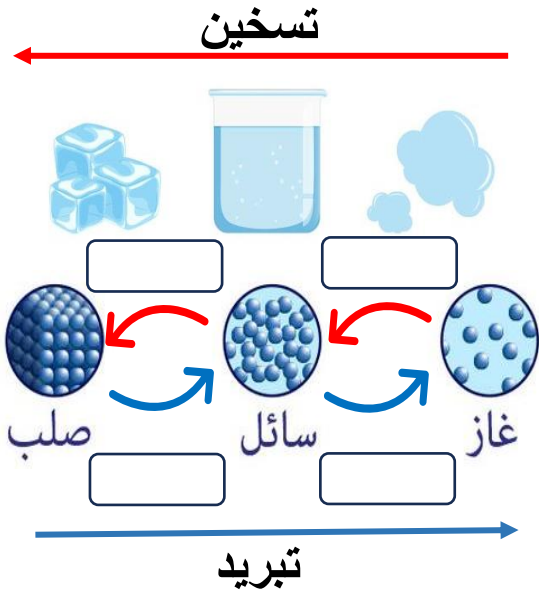 تسخين
غاز
سائل
صلب
تبريد